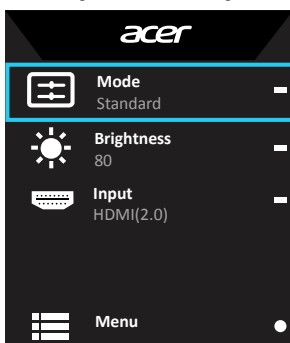 acer
Mode
Standard
Brightness
80
Input
HDMI(2.0)
Menu